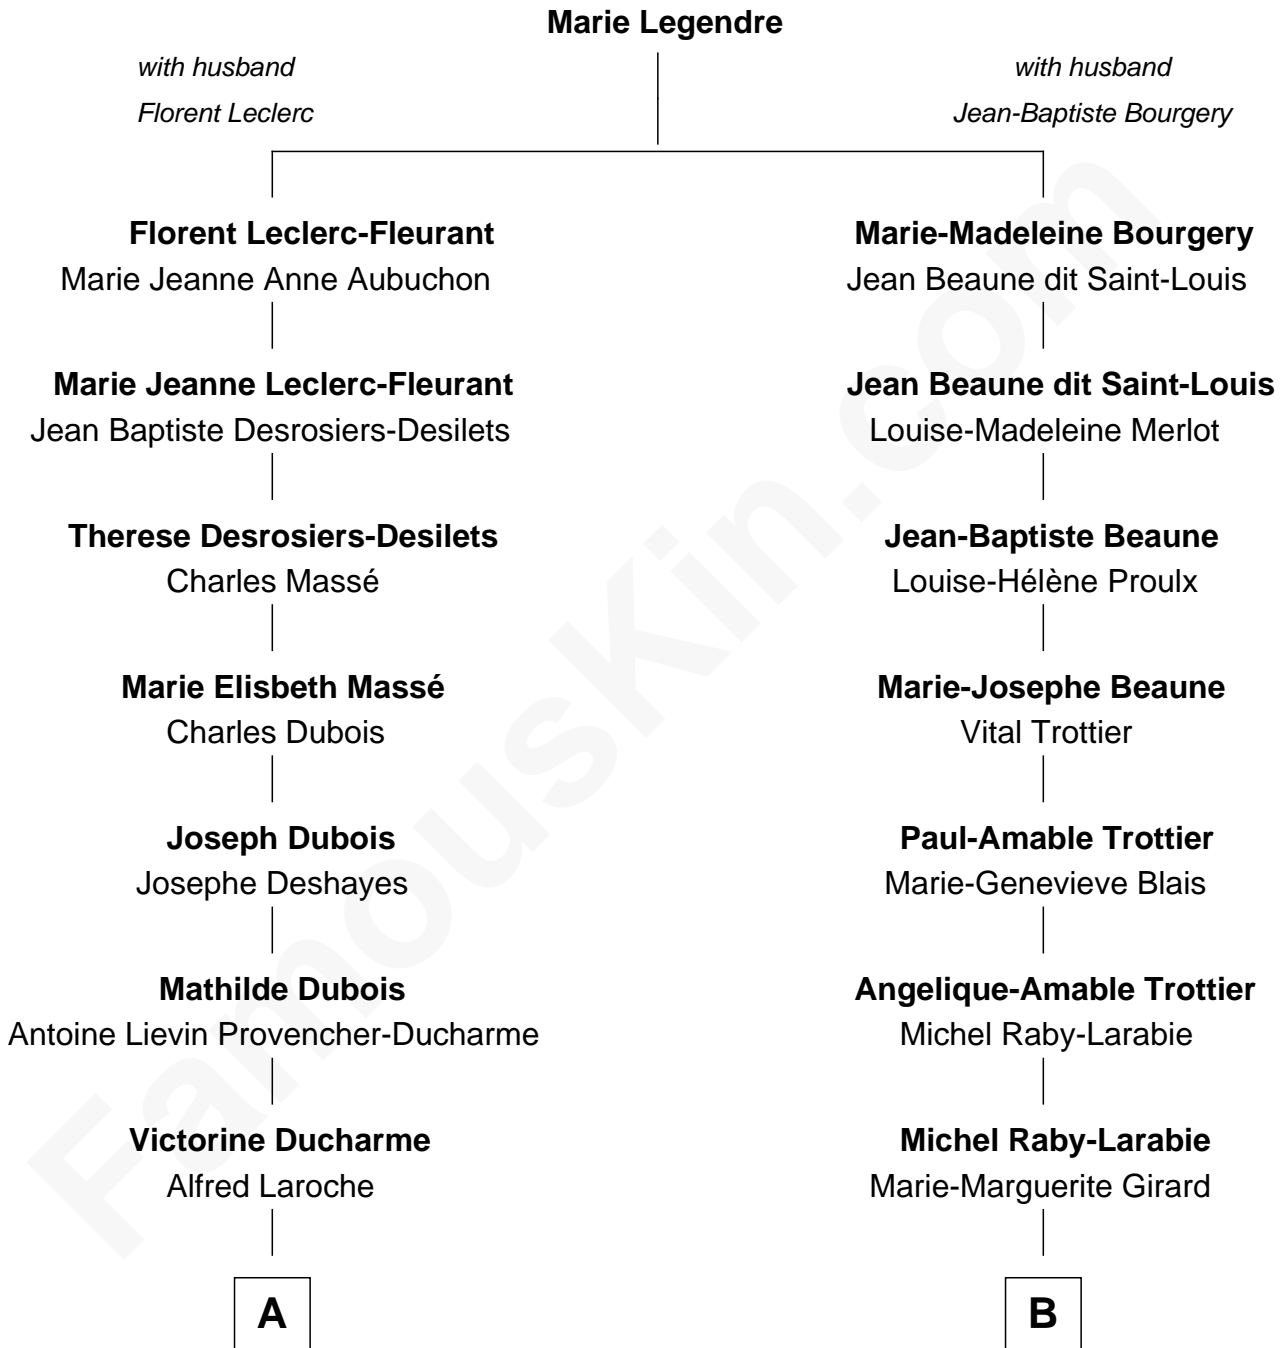 Marie Legendre
with husband
Florent Leclerc
with husband
Jean-Baptiste Bourgery
Florent Leclerc-Fleurant
Marie Jeanne Anne Aubuchon
Marie Jeanne Leclerc-Fleurant
Jean Baptiste Desrosiers-Desilets
Therese Desrosiers-Desilets
Charles Massé
Marie Elisbeth Massé
Charles Dubois
Joseph Dubois
Josephe Deshayes
Mathilde Dubois
Antoine Lievin Provencher-Ducharme
Victorine Ducharme
Alfred Laroche
A
Marie-Madeleine Bourgery
Jean Beaune dit Saint-Louis
Jean Beaune dit Saint-Louis
Louise-Madeleine Merlot
Jean-Baptiste Beaune
Louise-Hélène Proulx
Marie-Josephe Beaune
Vital Trottier
Paul-Amable Trottier
Marie-Genevieve Blais
Angelique-Amable Trottier
Michel Raby-Larabie
Michel Raby-Larabie
Marie-Marguerite Girard
B
FamousKin.com